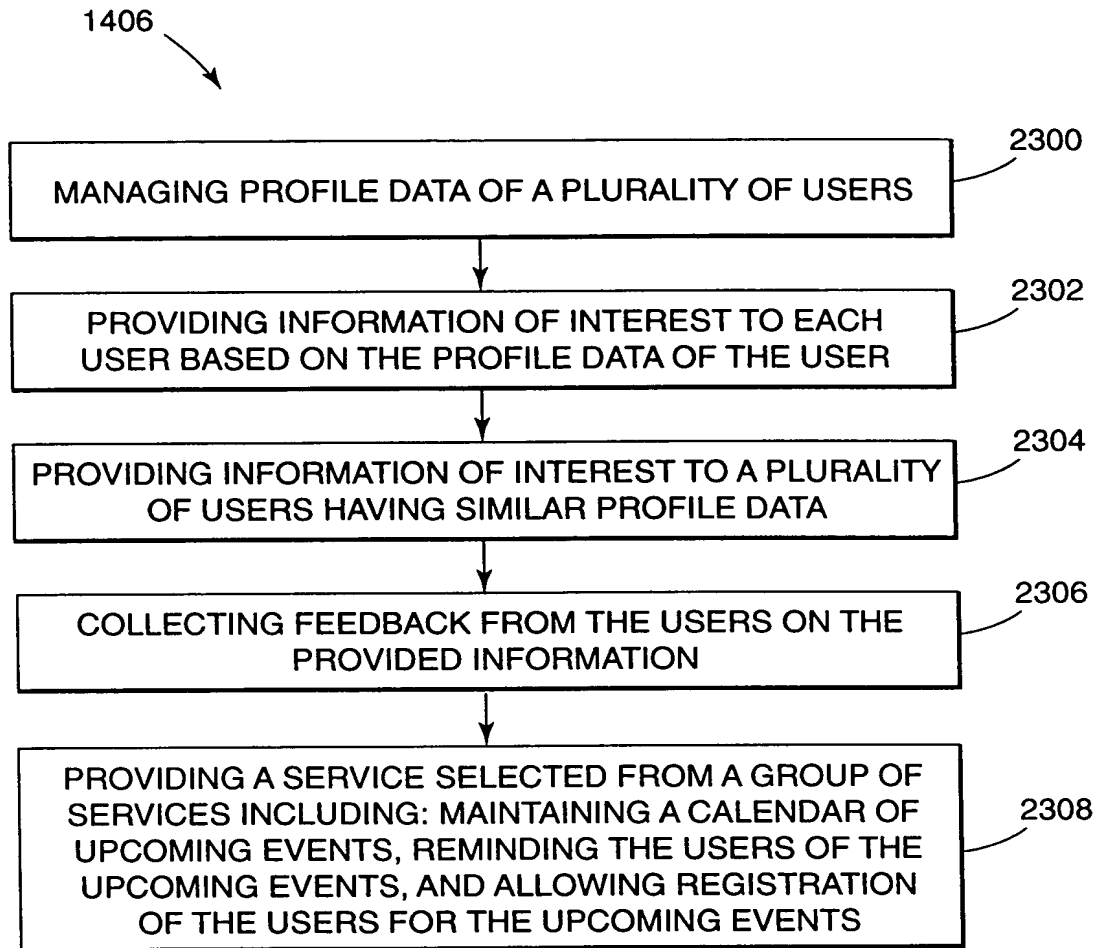 1406
2300
MANAGING PROFILE DATA OF A PLURALITY OF USERS
2302
PROVIDING INFORMATION OF INTEREST TO EACH
USER BASED ON THE PROFILE DATA OF THE USER
2304
PROVIDING INFORMATION OF INTEREST TO A PLURALITY
OF USERS HAVING SIMILAR PROFILE DATA
2306
COLLECTING FEEDBACK FROM THE USERS ON THE
PROVIDED INFORMATION
2308
PROVIDING A SERVICE SELECTED FROM A GROUP OF
SERVICES INCLUDING: MAINTAINING A CALENDAR OF
UPCOMING EVENTS, REMINDING THE USERS OF THE
UPCOMING EVENTS, AND ALLOWING REGISTRATION
OF THE USERS FOR THE UPCOMING EVENTS